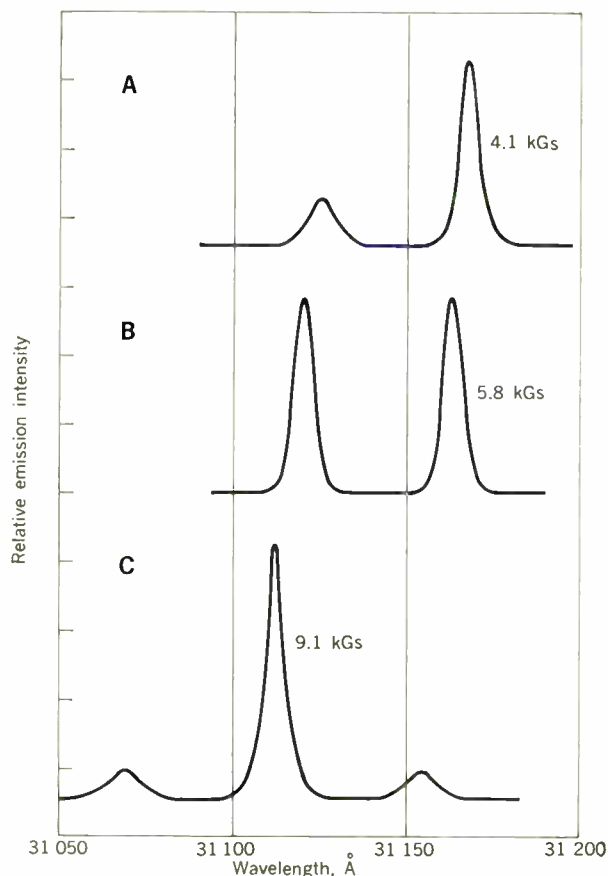 A
4.1 kGs
B
5.8 kGs
Relative emission intensity
C
9.1 kGs
31 050
31 100
31 150
31 200
Wavelength, Å